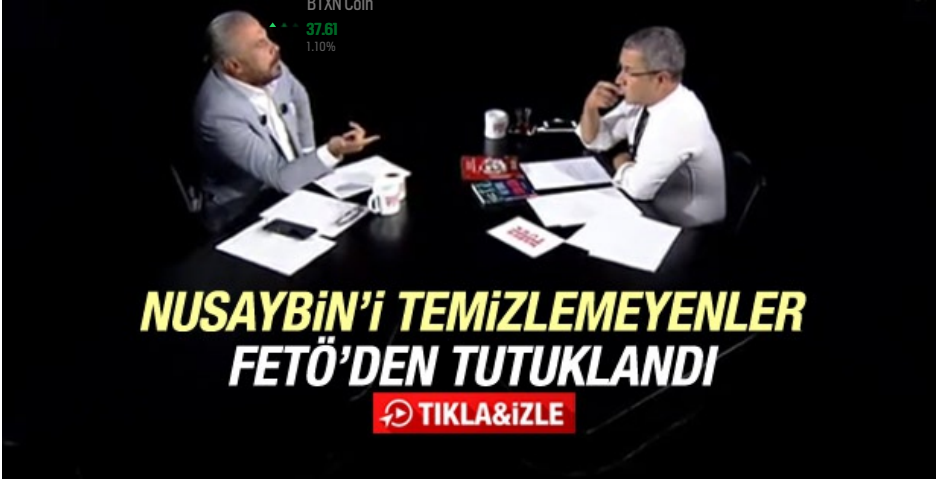 BTXN Coin
37.61
1.10%
NUSAYBİN'İ TEMİZLEMEYENLER
FETÖ'DEN TUTUKLANDI
TIKLA&İZLE